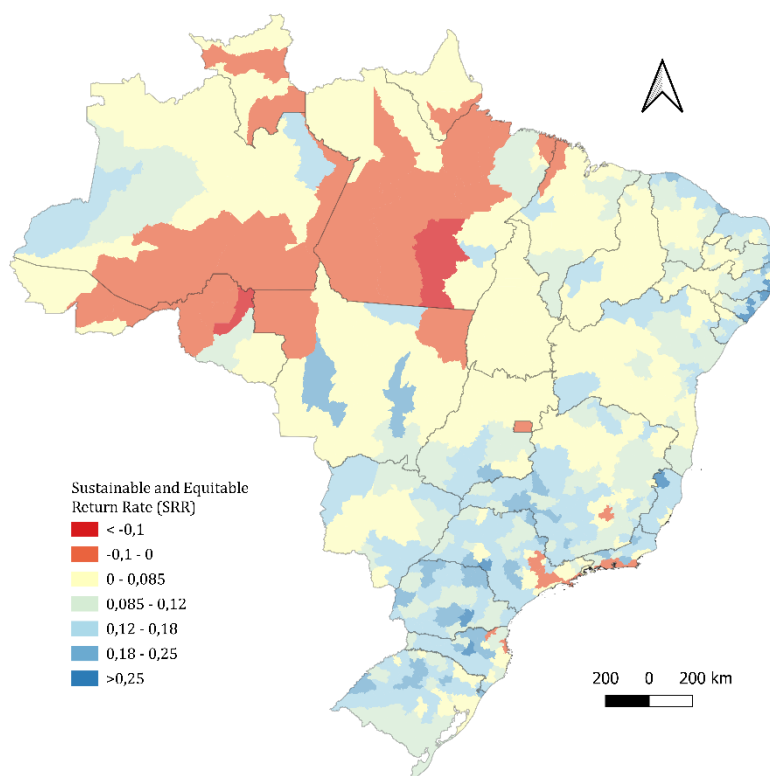 Sustainable and Equitable
Return Rate (SRR)
< -0,1
-0,1 - 0
0 - 0,085
0,085 - 0,12
0,12 - 0,18
0,18 - 0,25
>0,25
200 0 200 km